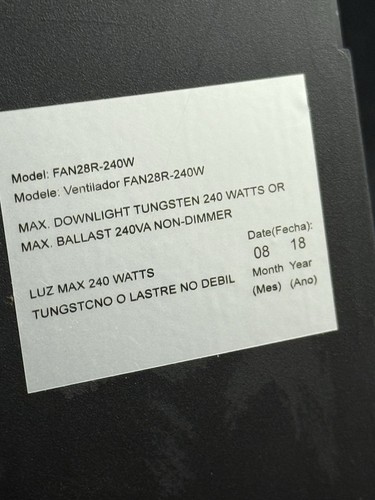 Model: FAN28R-240W
Modele: Ventilador FAN28R-240W
MAX. DOWNLIGHT TUNGSTEN 240 WATTS OR
MAX. BALLAST 240VA NON-DIMMER
Date(Fecha):
08 18
Month Year
(Mes) (Ano)
LUZ MAX 240 WATTS
TUNGSTCNO O LASTRE NO DEBIL